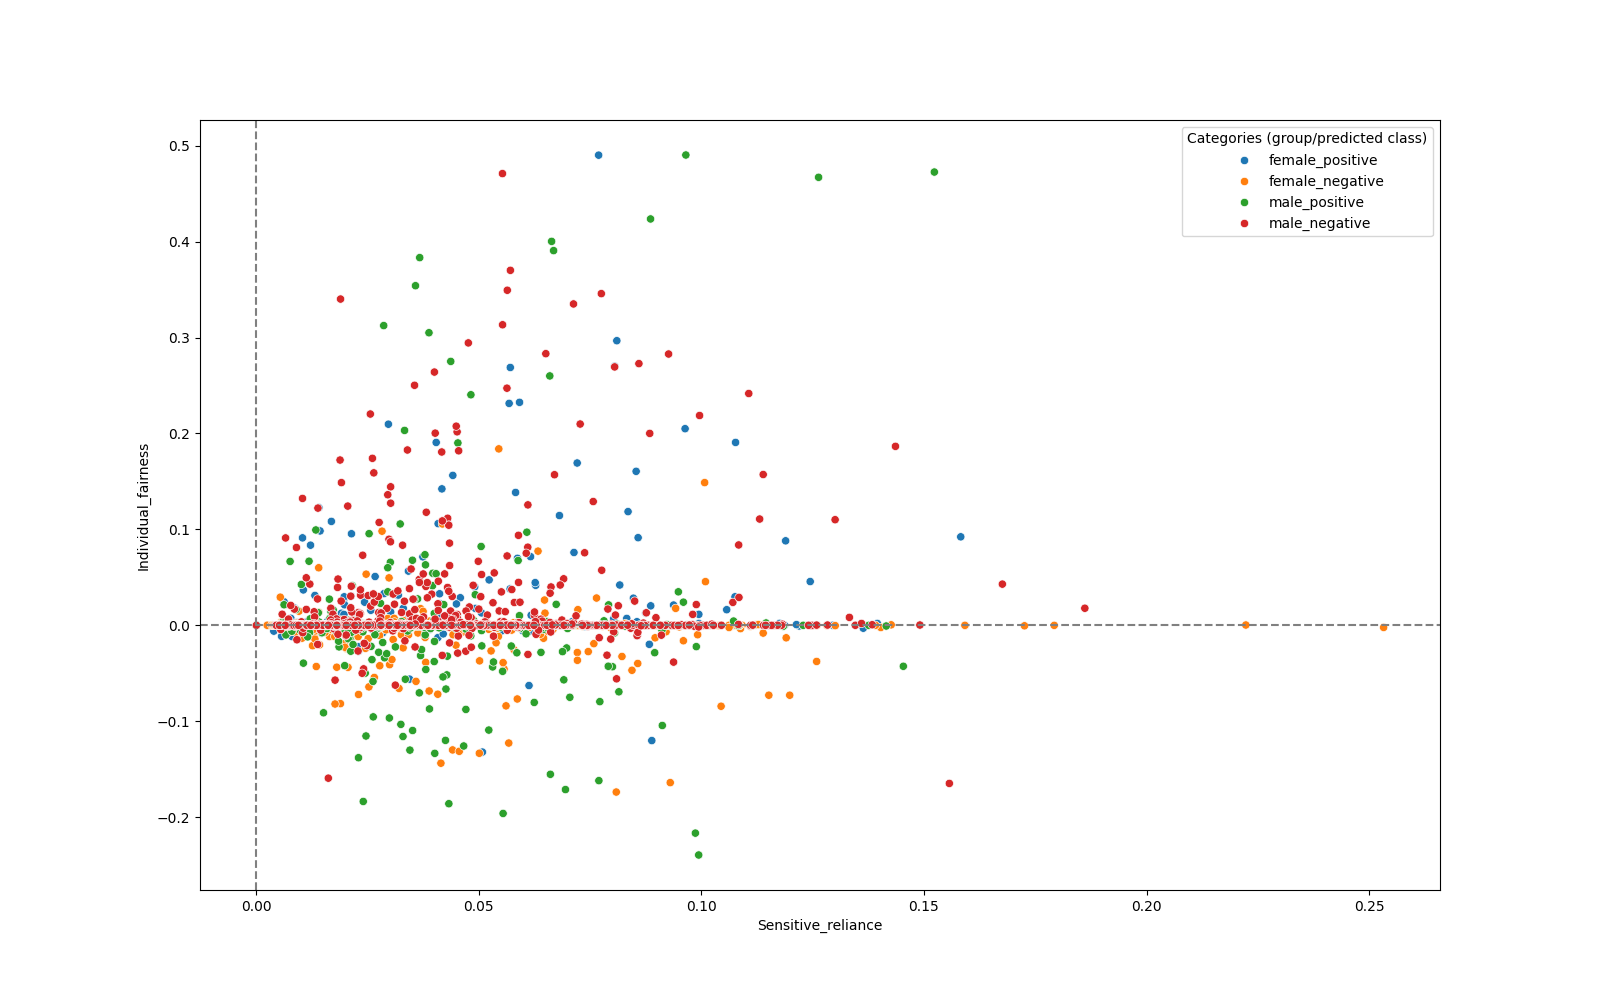 Categories (group/predicted class)
female_positive
female_negative
male_positive
male_negative
0.5
0.4
0.3
0.2
0.1
0.0
−0.1
−0.2
Individual_fairness
0.00
0.05
0.10
0.15
0.20
0.25
Sensitive_reliance